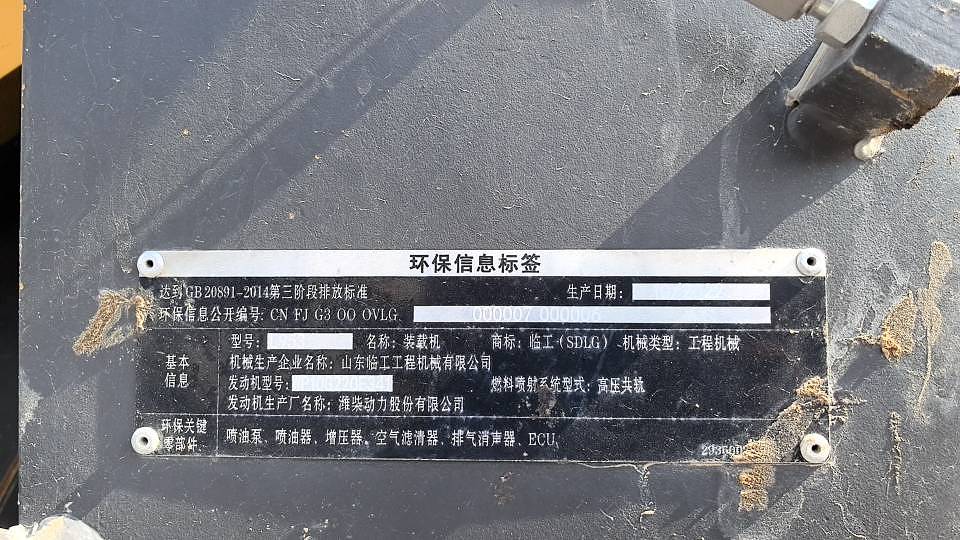 环保信息标签
达到GB 20891-2014第三阶段排放标准 生产日期:
环保信息公开编号: CN FJ G3 OO OVLG 000007 000006
型号: 名称: 装载机 商标: 临工(SDLG) 机械类型: 工程机械
基本信息
机械生产企业名称: 山东临工工程机械有限公司
发动机型号: 燃料喷射系统型式: 高压共轨
发动机生产厂名称: 潍柴动力股份有限公司
环保关键零部件
喷油泵、喷油器、增压器、空气滤清器、排气消声器、ECU